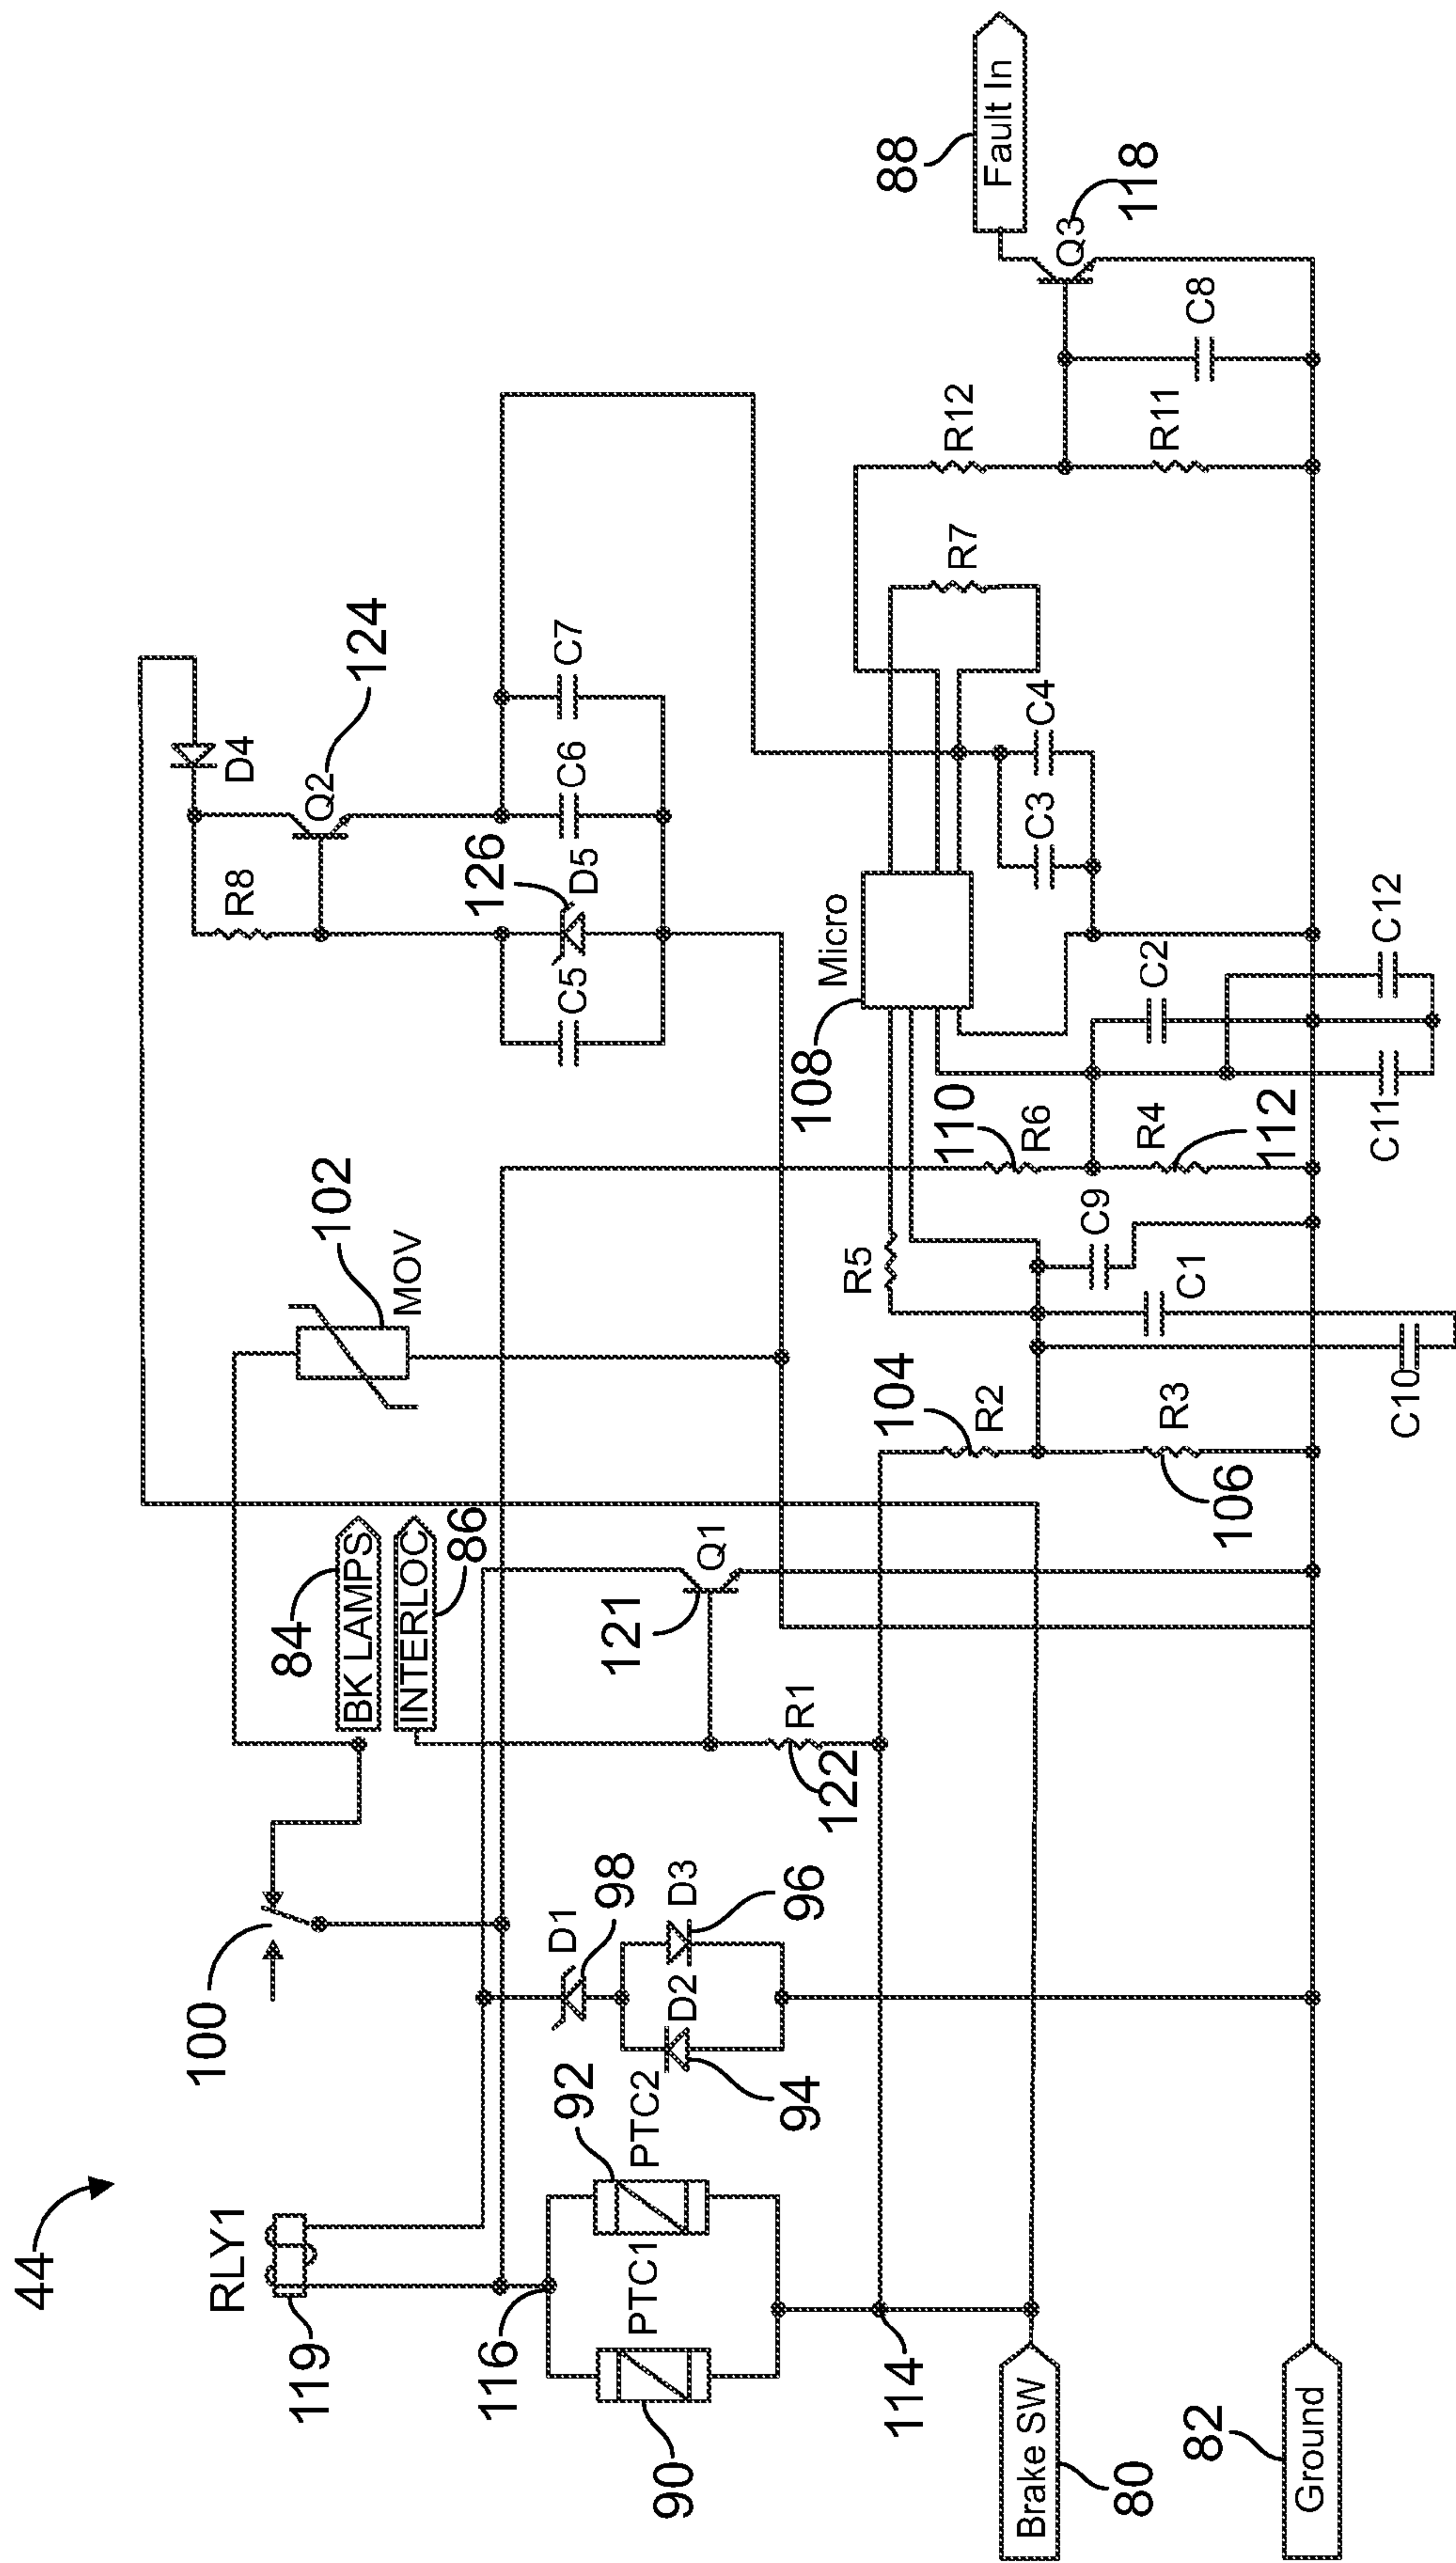 44
RLY1
119
100
84
BK LAMPS
INTERLOC
86
102
MOV
D4
R8
Q2
124
126
C5
D5
C6
C7
116
PTC1
90
92
PTC2
D1
98
D2
94
D3
96
121
Q1
R1
122
114
104
R2
106
R3
R5
C9
C1
C10
108
Micro
110
R6
R4
112
C2
C11
C12
C3
C4
R7
R12
R11
C8
Q3
118
88
Fault In
Brake SW
80
82
Ground